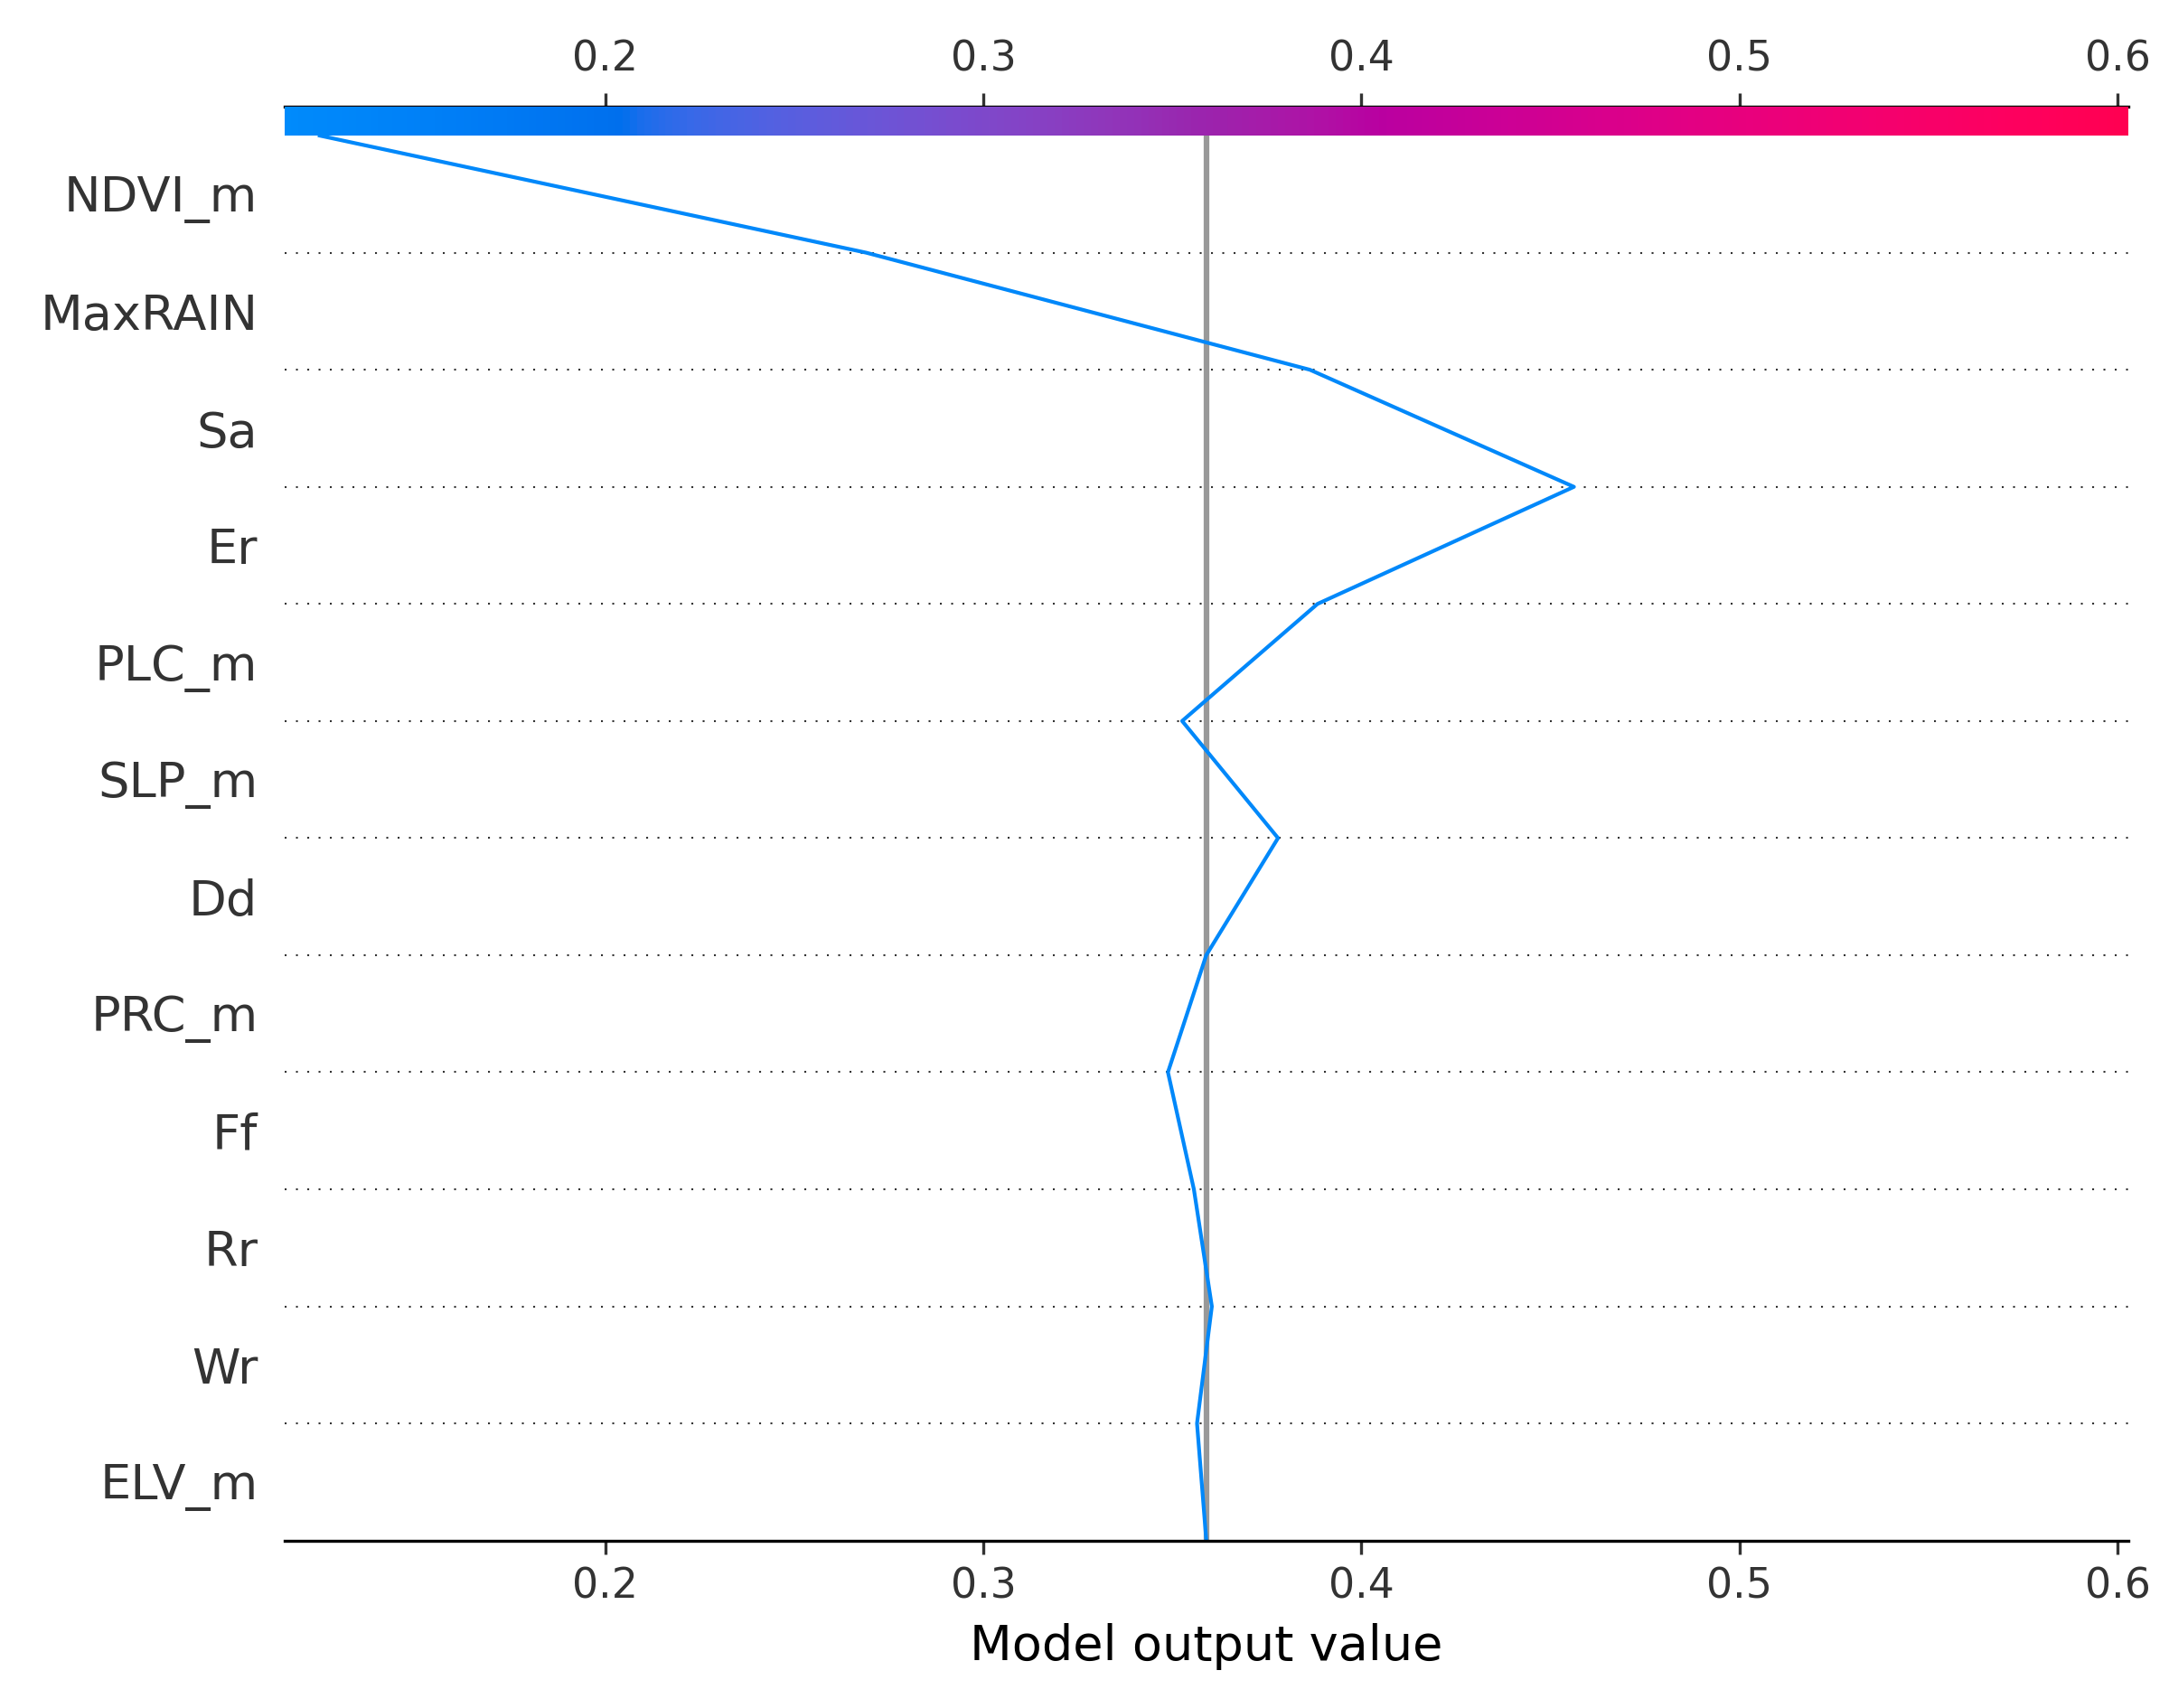 0.2 0.3 0.4 0.5 0.6
NDVI_m
MaxRAIN
Sa
Er
PLC_m
SLP_m
Dd
PRC_m
Ff
Rr
Wr
ELV_m
0.2 0.3 0.4 0.5 0.6
Model output value